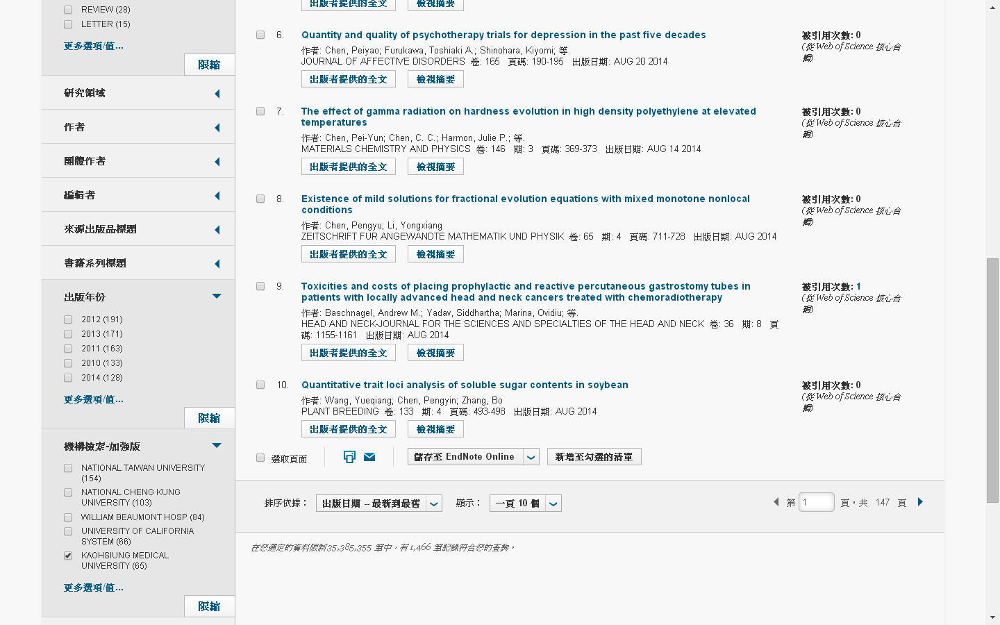 REVIEW (28)
LETTER (15)
更多選項/值...
限縮
研究領域
作者
團體作者
編輯者
來源出版品標題
書籍系列標題
出版年份
2012 (191)
2013 (171)
2011 (163)
2010 (133)
2014 (128)
更多選項/值...
限縮
機構檢索-加強版
NATIONAL TAIWAN UNIVERSITY
(154)
NATIONAL CHENG KUNG
UNIVERSITY (103)
WILLIAM BEAUMONT HOSP (84)
UNIVERSITY OF CALIFORNIA
SYSTEM (66)
KAOHSIUNG MEDICAL
UNIVERSITY (65)
更多選項/值...
限縮
出版者提供的全文 檢視摘要
6. Quantity and quality of psychotherapy trials for depression in the past five decades
作者: Chen, Peiyao; Furukawa, Toshiaki A.; Shinohara, Kiyomi; 等.
JOURNAL OF AFFECTIVE DISORDERS 卷: 165 頁碼: 190-195 出版日期: AUG 20 2014
出版者提供的全文 檢視摘要
被引用次數: 0
(從 Web of Science 核心合
輯)
7. The effect of gamma radiation on hardness evolution in high density polyethylene at elevated
temperatures
作者: Chen, Pei-Yun; Chen, C. C.; Harmon, Julie P.; 等.
MATERIALS CHEMISTRY AND PHYSICS 卷: 146 期: 3 頁碼: 369-373 出版日期: AUG 14 2014
出版者提供的全文 檢視摘要
被引用次數: 0
(從 Web of Science 核心合
輯)
8. Existence of mild solutions for fractional evolution equations with mixed monotone nonlocal
conditions
作者: Chen, Pengyu; Li, Yongxiang
ZEITSCHRIFT FUR ANGEWANDTE MATHEMATIK UND PHYSIK 卷: 65 期: 4 頁碼: 711-728 出版日期: AUG 2014
出版者提供的全文 檢視摘要
被引用次數: 0
(從 Web of Science 核心合
輯)
9. Toxicities and costs of placing prophylactic and reactive percutaneous gastrostomy tubes in
patients with locally advanced head and neck cancers treated with chemoradiotherapy
作者: Baschnagel, Andrew M.; Yadav, Siddhartha; Marina, Ovidiu; 等.
HEAD AND NECK-JOURNAL FOR THE SCIENCES AND SPECIALTIES OF THE HEAD AND NECK 卷: 36 期: 8 頁
碼: 1155-1161 出版日期: AUG 2014
出版者提供的全文 檢視摘要
被引用次數: 1
(從 Web of Science 核心合
輯)
10. Quantitative trait loci analysis of soluble sugar contents in soybean
作者: Wang, Yueqiang; Chen, Pengyin; Zhang, Bo
PLANT BREEDING 卷: 133 期: 4 頁碼: 493-498 出版日期: AUG 2014
出版者提供的全文 檢視摘要
被引用次數: 0
(從 Web of Science 核心合
輯)
選取頁面 儲存至 EndNote Online 新增至勾選的清單
排序依據： 出版日期 -- 最新到最舊 顯示： 一頁 10 個 第 1 頁，共 147 頁
在您選定的資料限制 35,385,355 筆中，有 1,466 筆記錄符合您的查詢。